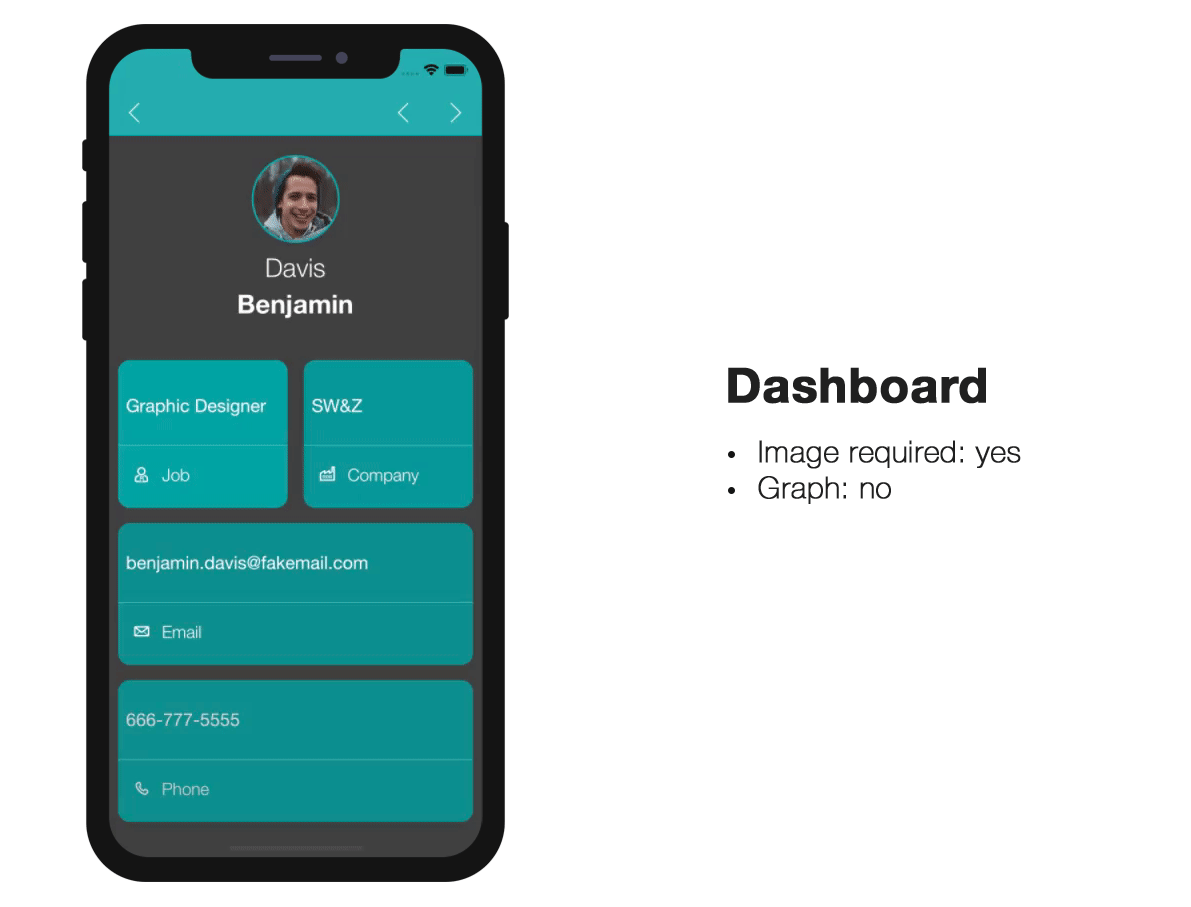 Davis
Benjamin
Graphic Designer
SW&Z
Job
Company
benjamin.davis@fakemail.com
Email
666-777-5555
Phone
Dashboard
• Image required: yes
• Graph: no